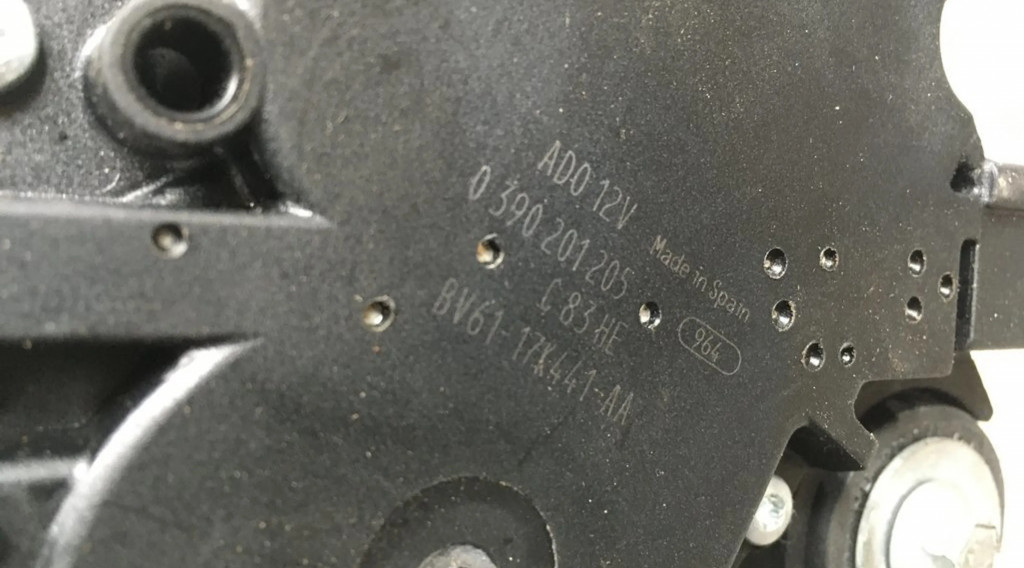 ADO 12V
0 390 201 205
C 83 HE
BV61-17K441-AA
Made in Spain
964